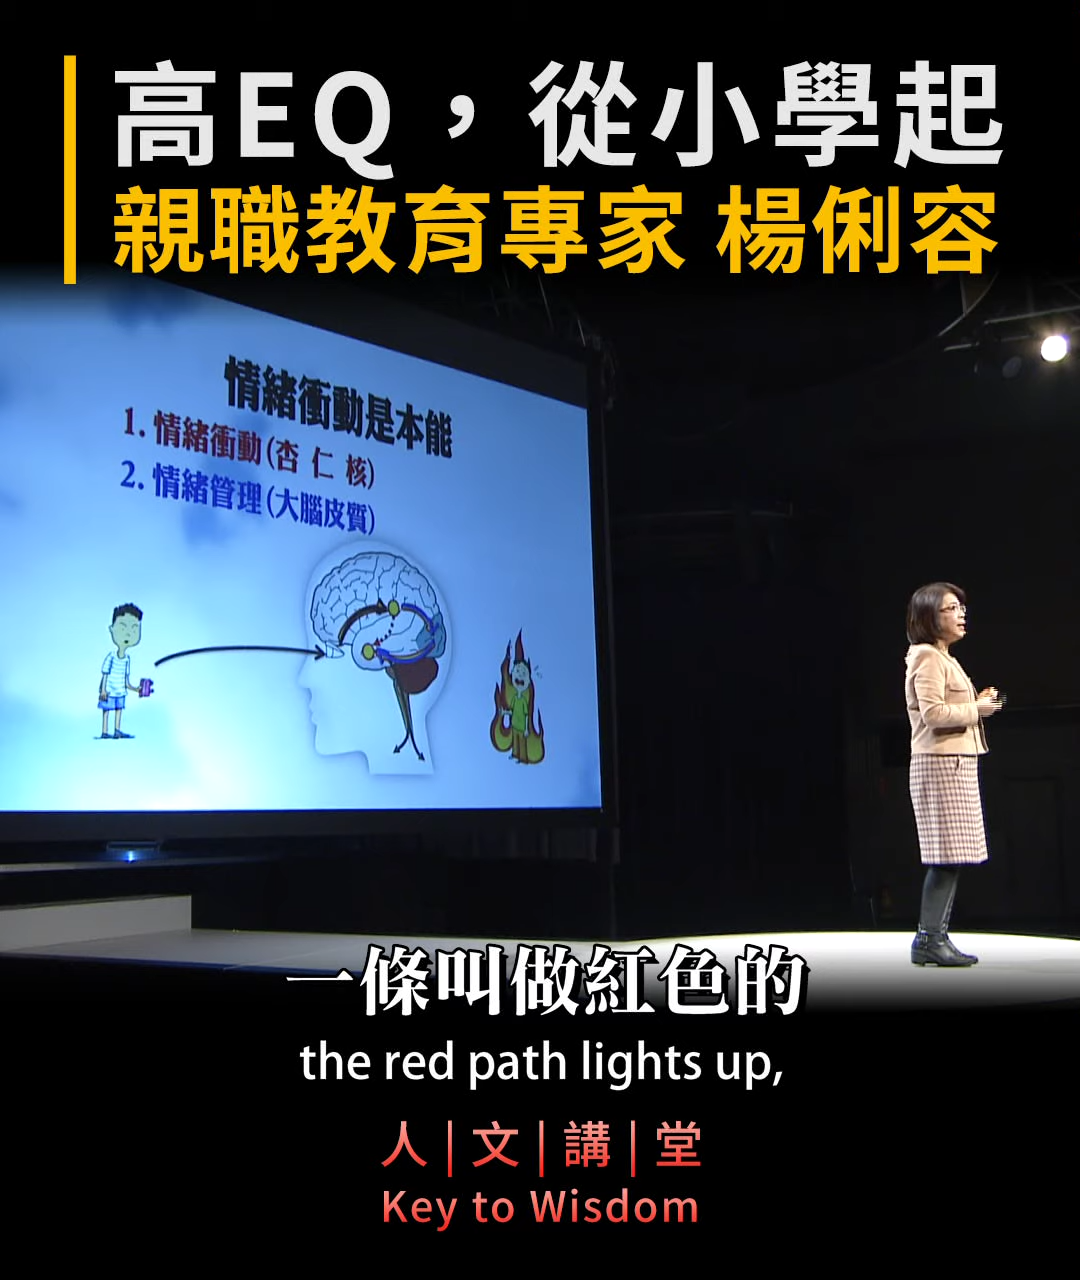 高EQ，從小學起
親職教育專家 楊俐容
情緒衝動是本能
1. 情緒衝動(杏 仁 核)
2. 情緒管理(大腦皮質)
一條叫做紅色的
the red path lights up,
人|文|講|堂
Key to Wisdom